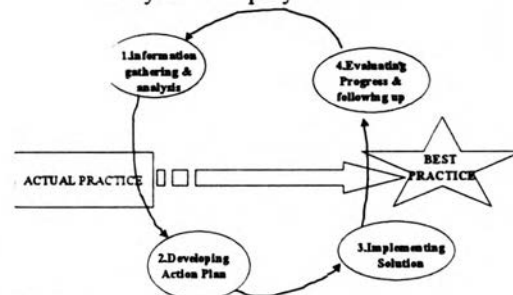 1.Information
gathering &
analysis
4.Evaluating
Progress &
following up
ACTUAL PRACTICE
BEST
PRACTICE
2.Developing
Action Plan
3.Implementing
Solution